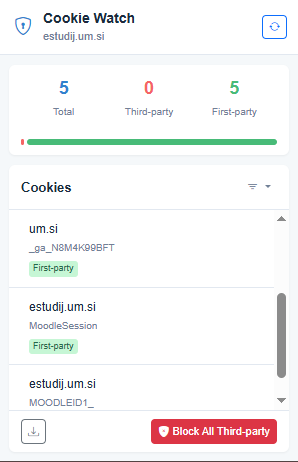 Cookie Watch
estudij.um.si
5
0
5
Total
Third-party
First-party
Cookies
um.si
_ga_N8M4K99BFT
First-party
estudij.um.si
MoodleSession
First-party
estudij.um.si
MOODLEID1_
Block All Third-party